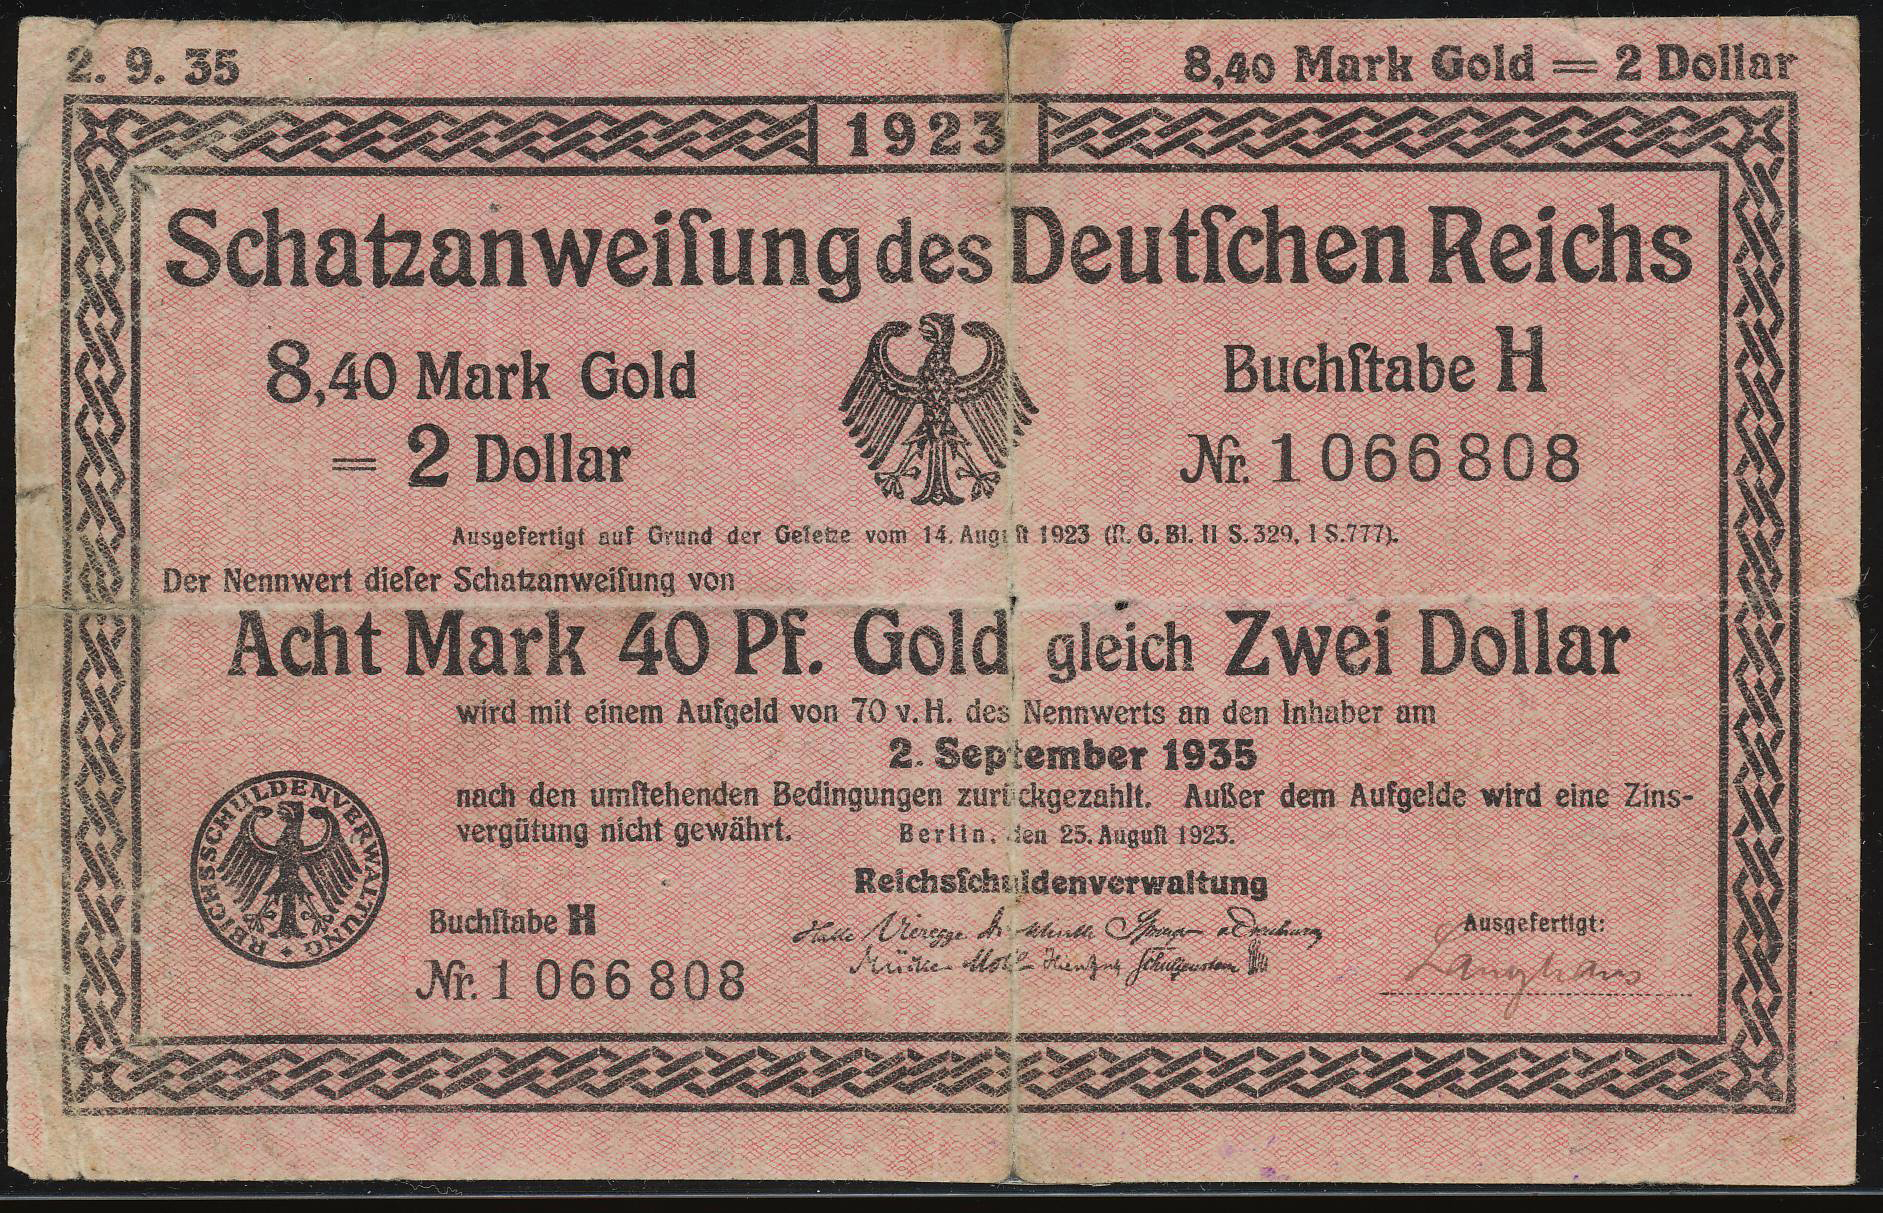 2. 9. 35
8,40 Mark Gold = 2 Dollar
1923
Schatzanweiſung des Deutſchen Reichs
8,40 Mark Gold
= 2 Dollar
Buchſtabe H
Nr. 1 066 808
Ausgefertigt auf Grund der Geſetze vom 14. Auguſt 1923 (R. G. Bl. II S. 329, I S. 777).
Der Nennwert dieſer Schatzanweiſung von
Acht Mark 40 Pf. Gold gleich Zwei Dollar
wird mit einem Aufgeld von 70 v. H. des Nennwerts an den Inhaber am
2. September 1935
nach den umſtehenden Bedingungen zurückgezahlt. Außer dem Aufgelde wird eine Zins-
vergütung nicht gewährt.
Berlin, den 25. Auguſt 1923.
Reichsſchuldenverwaltung
REICHSSCHULDENVERWALTUNG
Buchſtabe H
Nr. 1 066 808
Halle Vieregge
Ausgefertigt:
Langhans